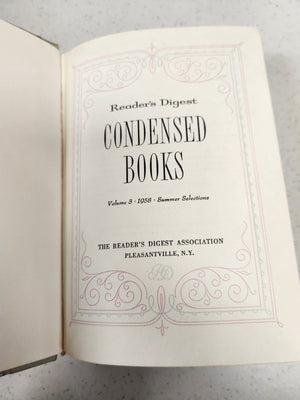 Reader's Digest
CONDENSED
BOOKS
Volume 3 · 1958 · Summer Selections
THE READER'S DIGEST ASSOCIATION
PLEASANTVILLE, N.Y.